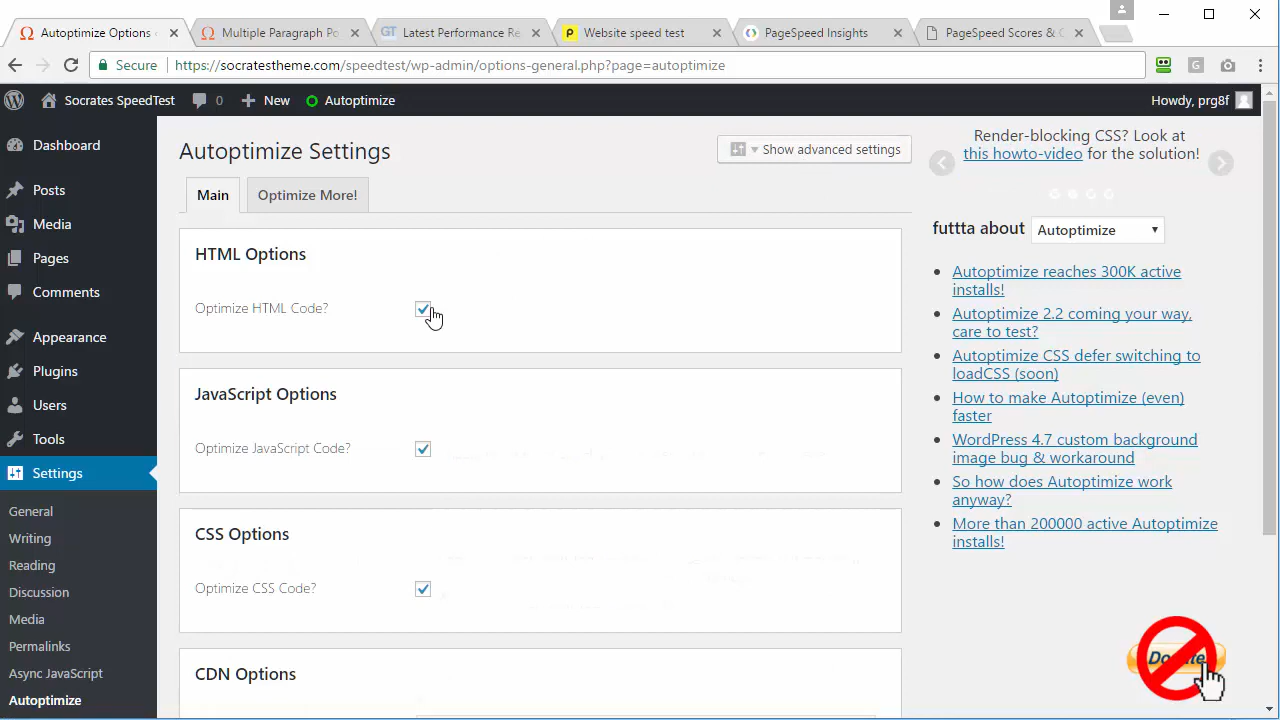 Autoptimize Options
Multiple Paragraph Po
GT
Latest Performance Re
p
Website speed test
PageSpeed Insights
PageSpeed Scores & C
Secure
https://socratestheme.com/speedtest/wp-admin/options-general.php?page=autoptimize
G
Socrates SpeedTest
0
New
Autoptimize
Howdy, prg8f
Dashboard
Posts
Media
Pages
Comments
Appearance
Plugins
Users
Tools
Settings
General
Writing
Reading
Discussion
Media
Permalinks
Async JavaScript
Autoptimize
Autoptimize Settings
Show advanced settings
Main
Optimize More!
HTML Options
Optimize HTML Code?
JavaScript Options
Optimize JavaScript Code?
CSS Options
Optimize CSS Code?
CDN Options
Render-blocking CSS? Look at
this howto-video for the solution!
futtta about
Autoptimize
Autoptimize reaches 300K active
installs!
Autoptimize 2.2 coming your way,
care to test?
Autoptimize CSS defer switching to
loadCSS (soon)
How to make Autoptimize (even)
faster
WordPress 4.7 custom background
image bug & workaround
So how does Autoptimize work
anyway?
More than 200000 active Autoptimize
installs!
Donate